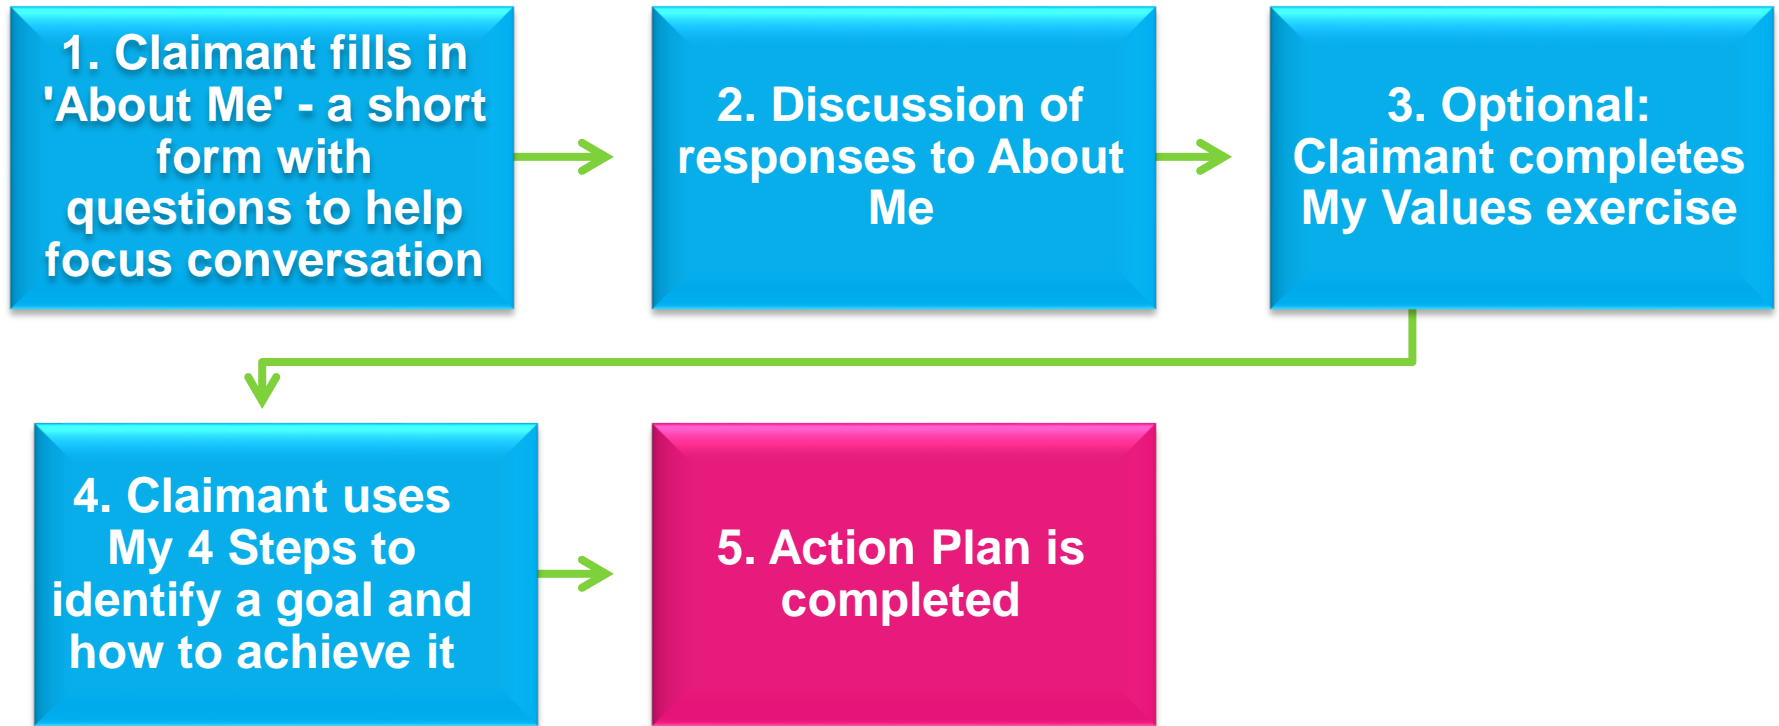 1. Claimant fills in
'About Me' - a short
form with
questions to help
focus conversation
2. Discussion of
responses to About
Me
3. Optional:
Claimant completes
My Values exercise
4. Claimant uses
My 4 Steps to
identify a goal and
how to achieve it
5. Action Plan is
completed